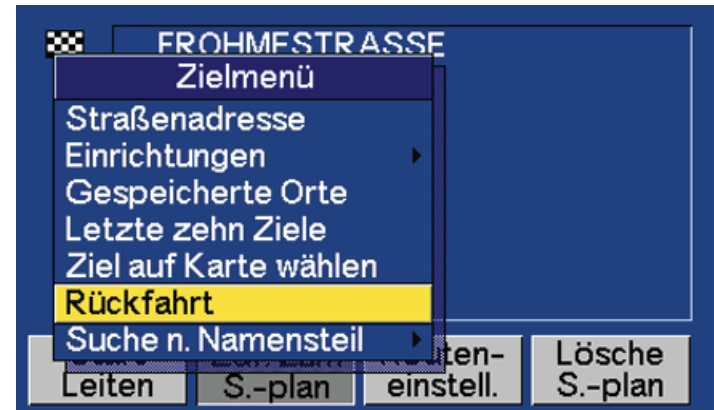 FROHMESTRASSE
Zielmenü
Straßenadresse
Einrichtungen
Gespeicherte Orte
Letzte zehn Ziele
Ziel auf Karte wählen
Rückfahrt
Suche n. Namensteil
Leiten
S.-plan
einstell.
Lösche
S.-plan